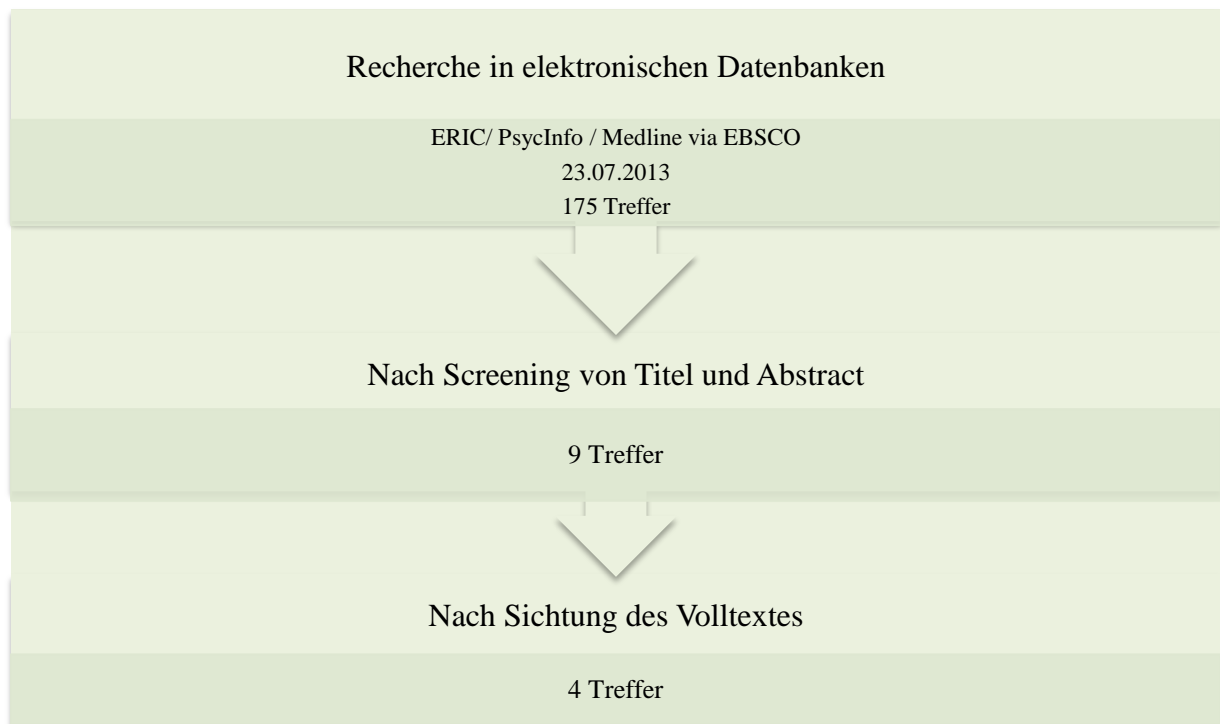 Recherche in elektronischen Datenbanken
ERIC/ PsycInfo / Medline via EBSCO
23.07.2013
175 Treffer
Nach Screening von Titel und Abstract
9 Treffer
Nach Sichtung des Volltextes
4 Treffer